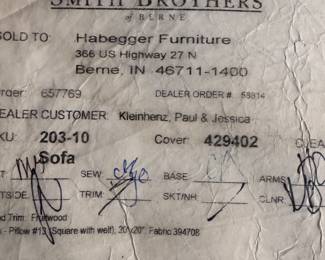 SMITH BROTHERS
of BERNE
SOLD TO: Habegger Furniture
366 US Highway 27 N
Berne, IN 46711-1400
order: 657769 DEALER ORDER #: 58814
EALER CUSTOMER: Kleinhenz, Paul & Jessica
KU: 203-10 Cover: 429402
Sofa
SEW: BASE ARMS
TSIDE TRIM: SKT/NH: CLNR
d Trim: Fruitwood
- Pillow #13 (Square with welt), 20"x20", Fabric 394708